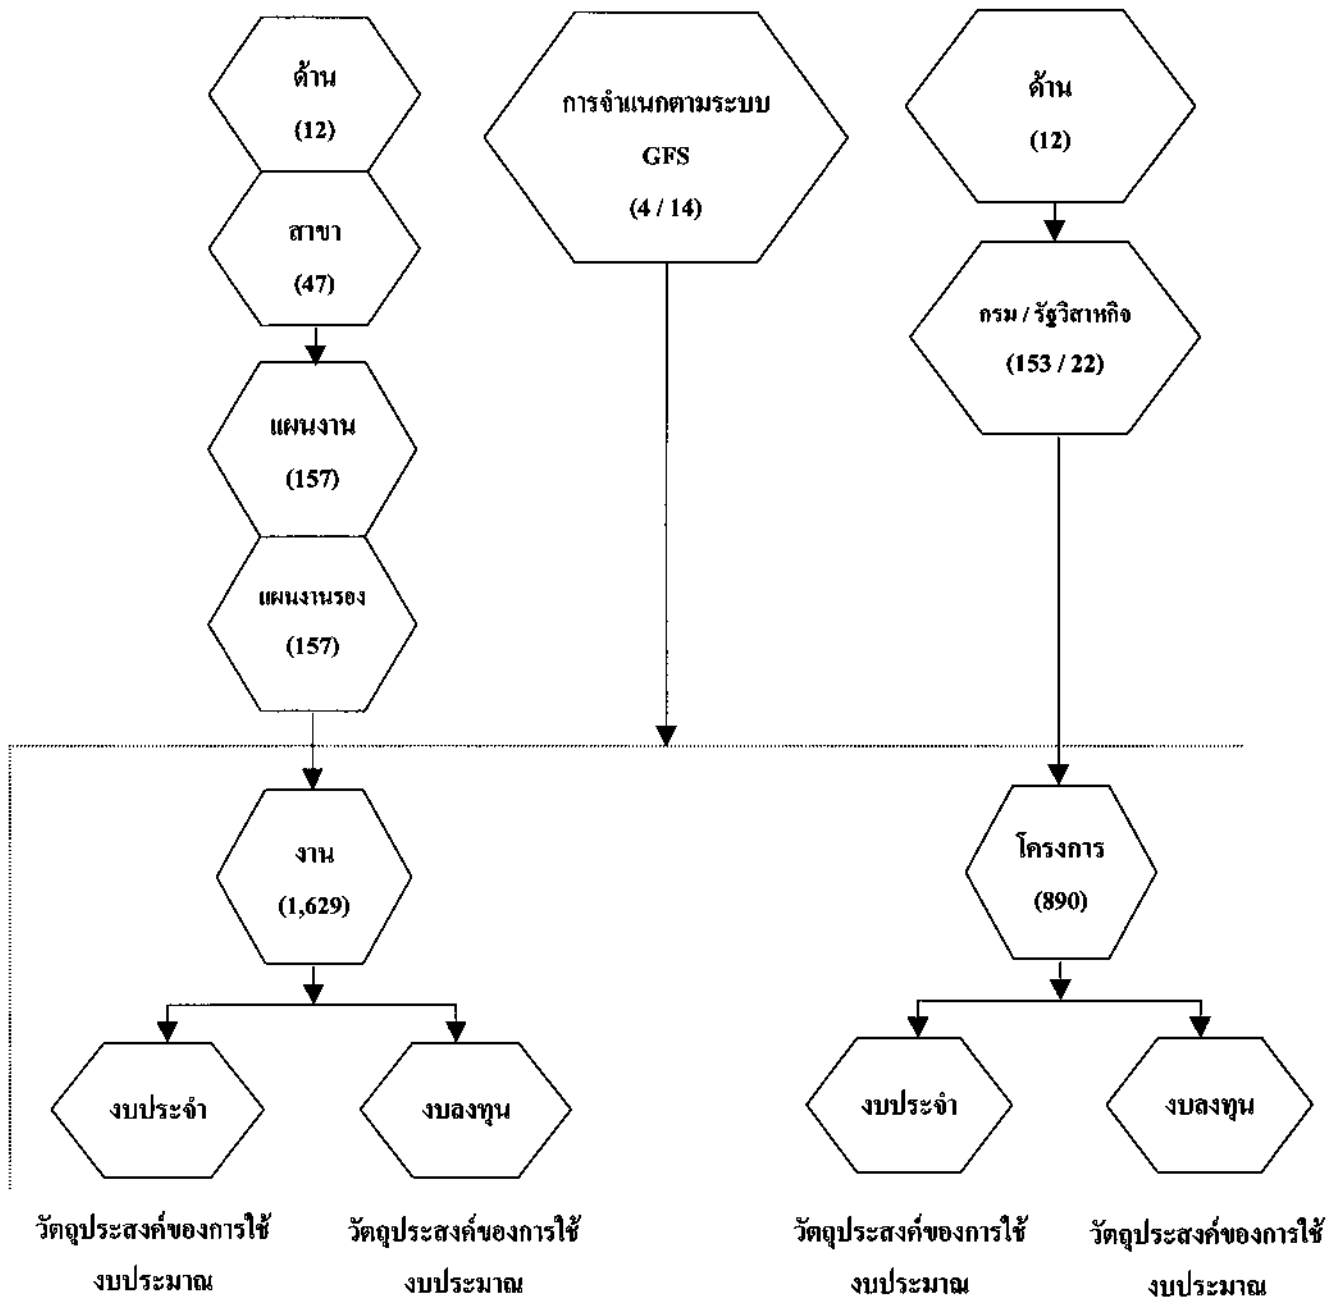 ด้าน
(12)
สาขา
(47)
แผนงาน
(157)
แผนงานรอง
(157)
การจำแนกตามระบบ
GFS
(4 / 14)
ด้าน
(12)
กรม / รัฐวิสาหกิจ
(153 / 22)
งาน
(1,629)
โครงการ
(890)
งบประจำ
งบลงทุน
งบประจำ
งบลงทุน
วัตถุประสงค์ของการใช้
งบประมาณ
วัตถุประสงค์ของการใช้
งบประมาณ
วัตถุประสงค์ของการใช้
งบประมาณ
วัตถุประสงค์ของการใช้
งบประมาณ